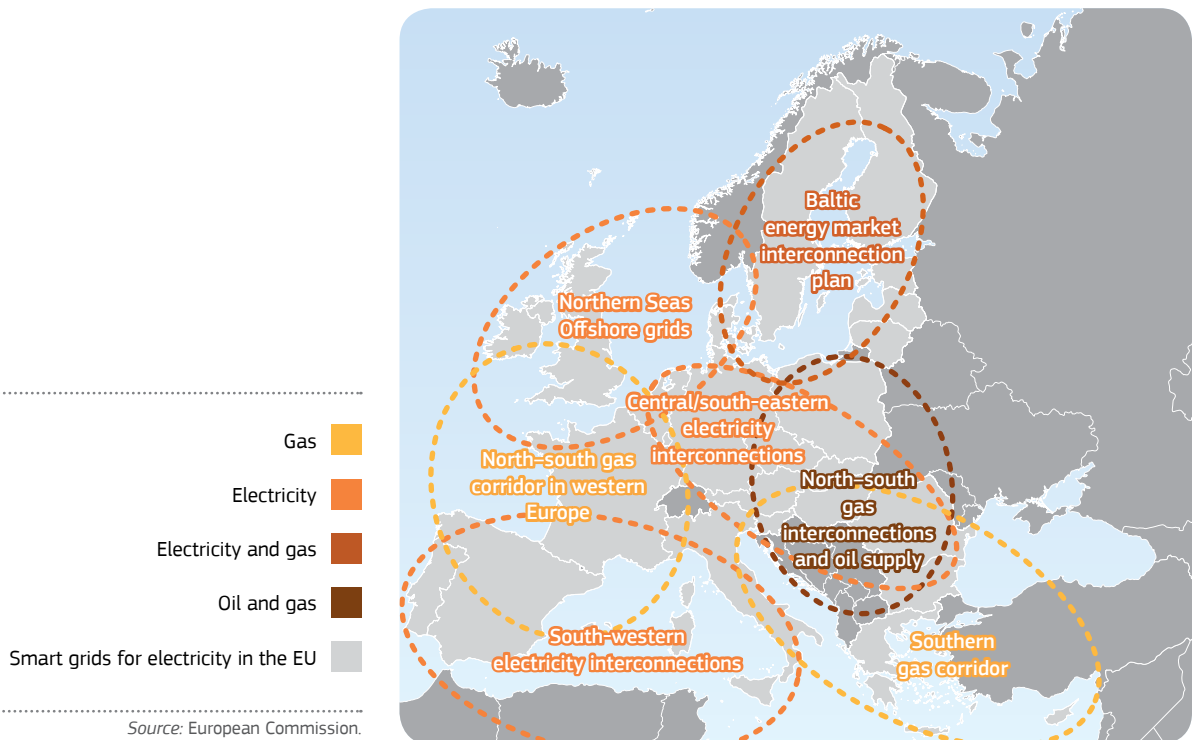 Gas
Electricity
Electricity and gas
Oil and gas
Smart grids for electricity in the EU
Source: European Commission.
Baltic
energy market
interconnection
plan
Northern Seas
Offshore grids
Central/south-eastern
electricity
interconnections
North–south gas
corridor in western
Europe
North–south
gas
interconnections
and oil supply
South-western
electricity interconnections
Southern
gas corridor